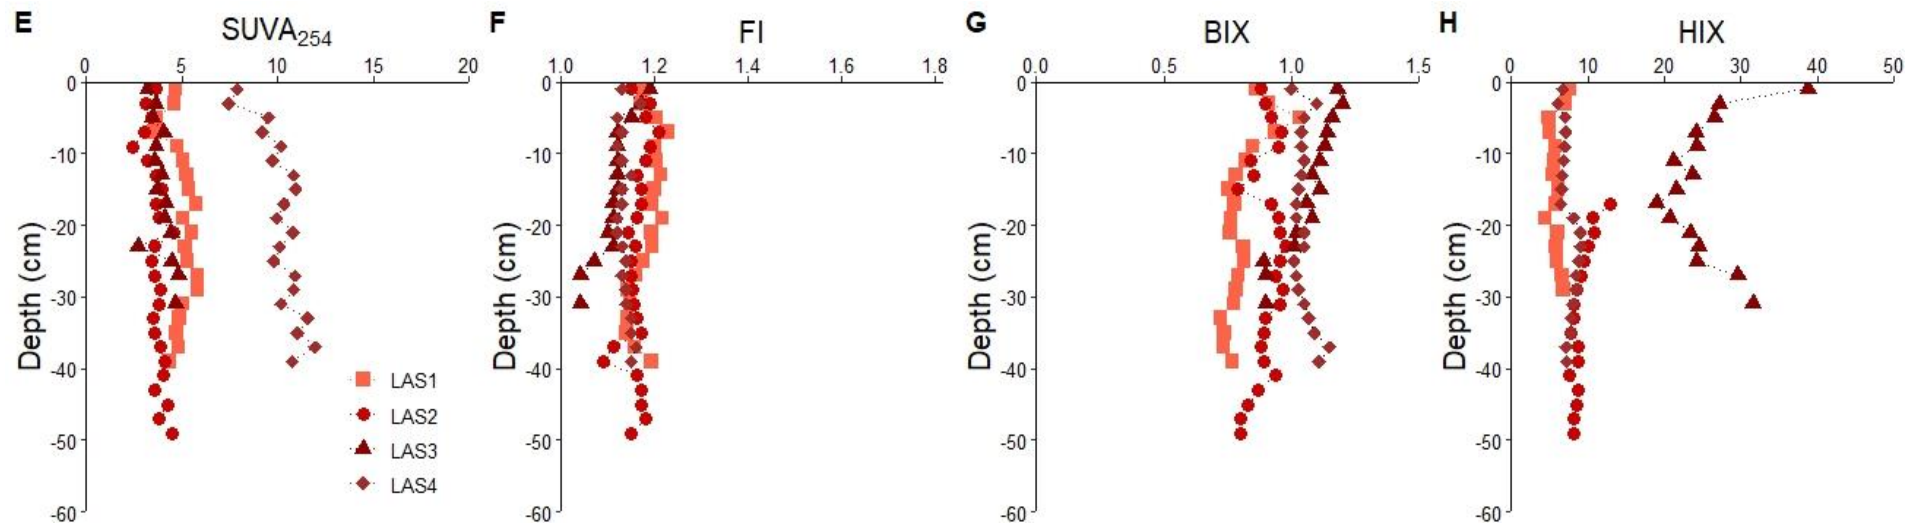 E
SUVA254
0 5 10 15 20
0
-10
-20
-30
-40
-50
-60
Depth (cm)
LAS1
LAS2
LAS3
LAS4
F
FI
1.0 1.2 1.4 1.6 1.8
0
-10
-20
-30
-40
-50
-60
Depth (cm)
G
BIX
0.0 0.5 1.0 1.5
0
-10
-20
-30
-40
-50
-60
Depth (cm)
H
HIX
0 10 20 30 40 50
0
-10
-20
-30
-40
-50
-60
Depth (cm)